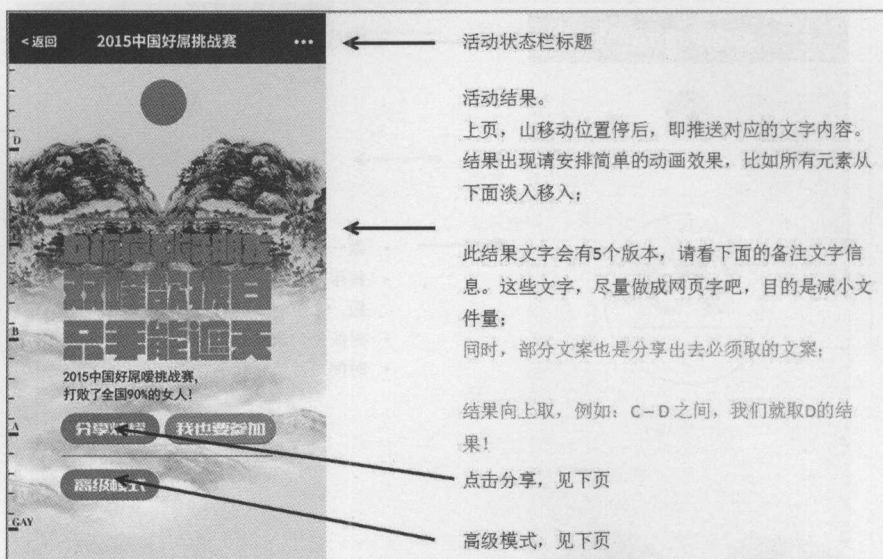 <返回 2015中国好屌挑战赛 •••
D
双峰欲挡日
只手能遮天
2015中国好屌嗳挑战赛，
打败了全国90%的女人！
B
A
分享 我也要参加
高级模式
GAY
活动状态栏标题
活动结果。
上页，山移动位置停后，即推送对应的文字内容。
结果出现请安排简单的动画效果，比如所有元素从
下面淡入移入；
此结果文字会有5个版本，请看下面的备注文字信
息。这些文字，尽量做成网页字吧，目的是减小文
件量；
同时，部分文案也是分享出去必须取的文案；
结果向上取，例如：C–D之间，我们就取D的结
果！
点击分享，见下页
高级模式，见下页